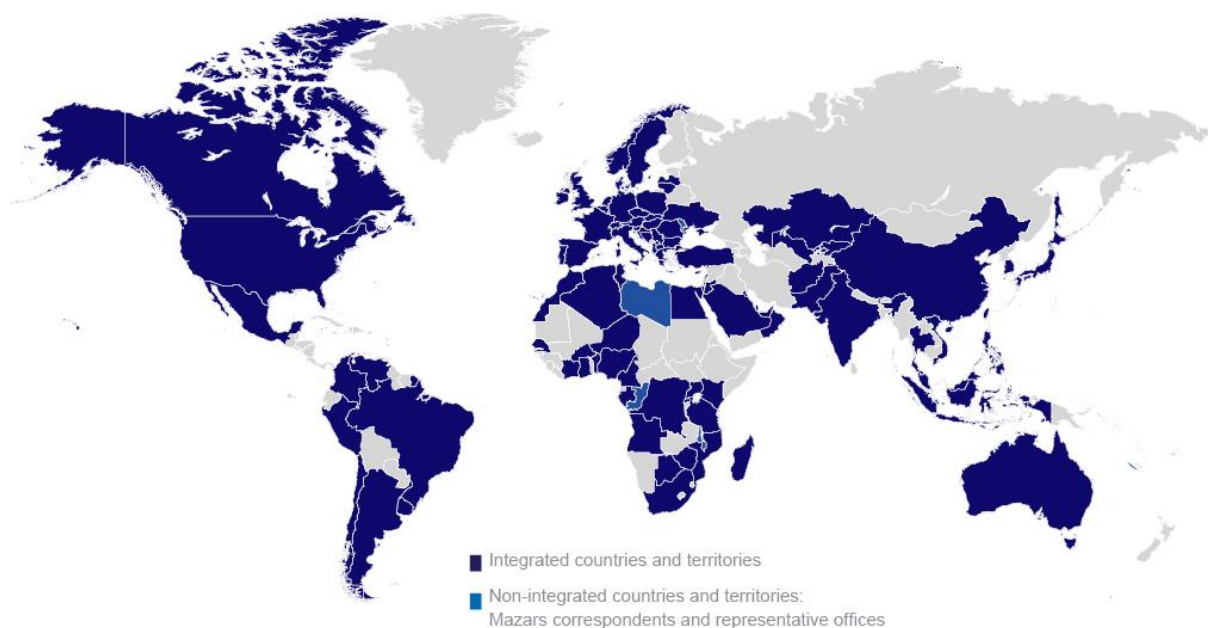 Integrated countries and territories
Non-integrated countries and territories:
Mazars correspondents and representative offices